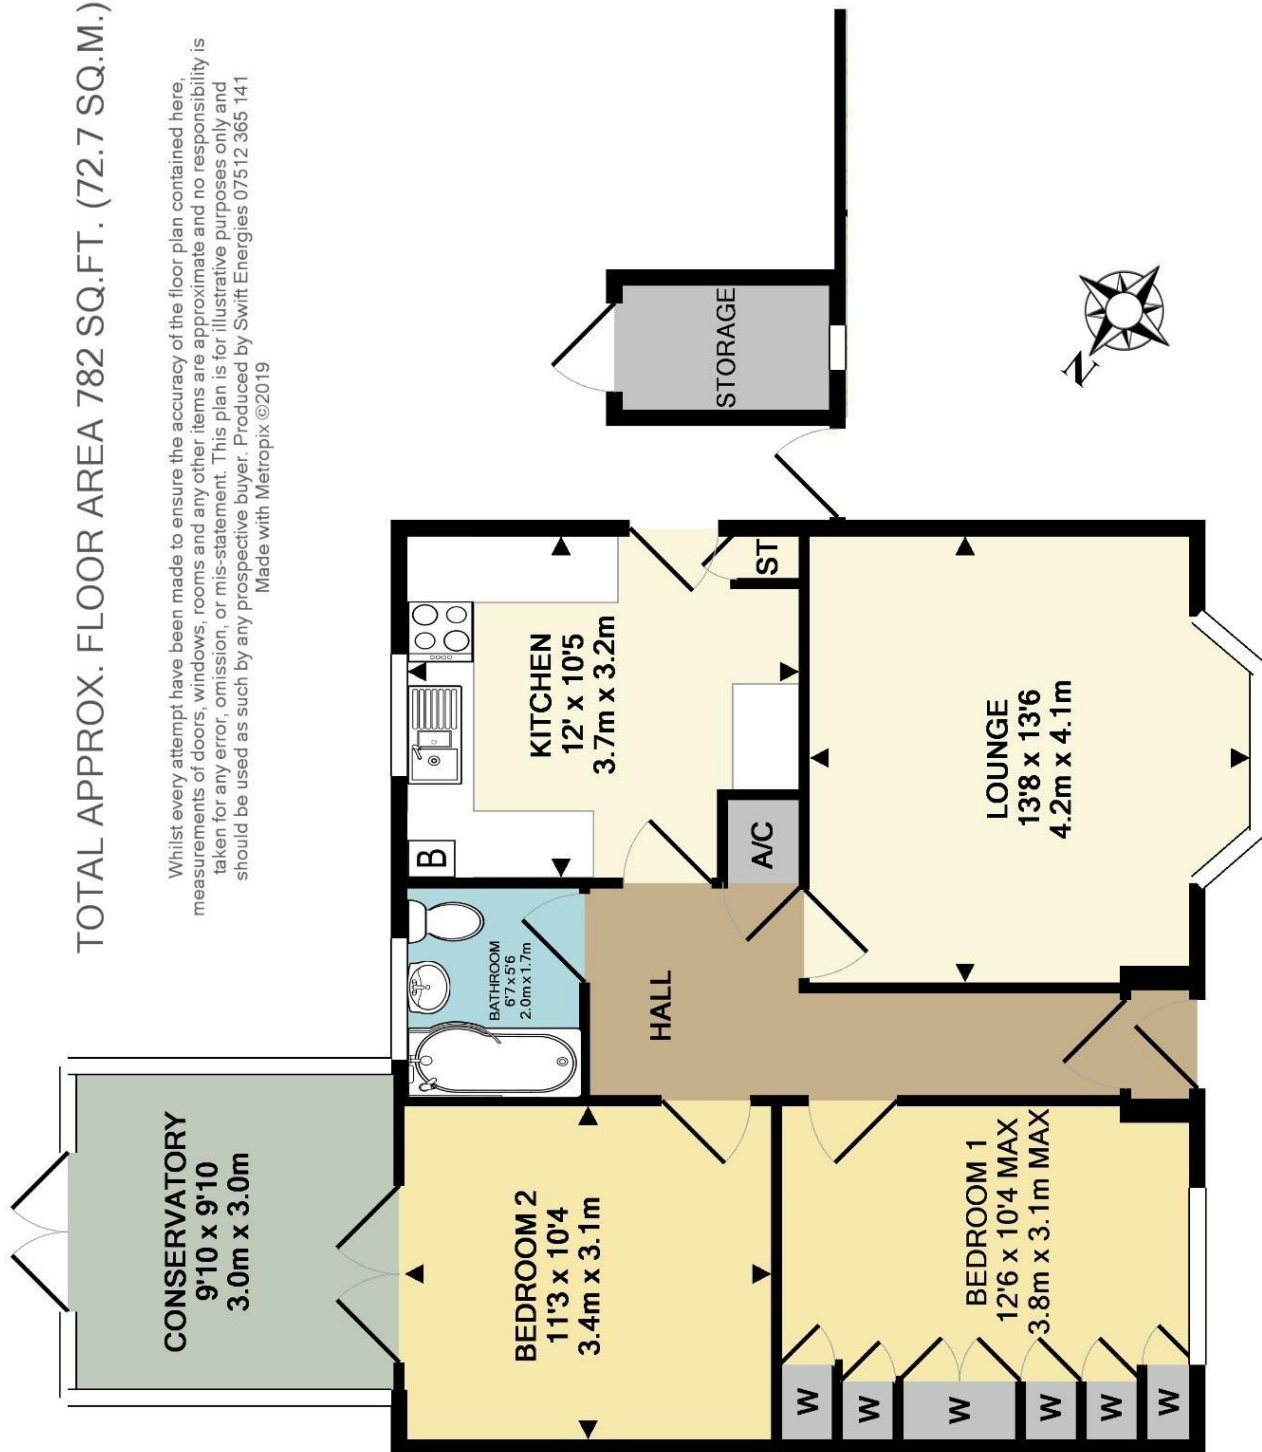 TOTAL APPROX. FLOOR AREA 782 SQ.FT. (72.7 SQ.M.)
Whilst every attempt have been made to ensure the accuracy of the floor plan contained here,
measurements of doors, windows, rooms and any other items are approximate and no responsibility is
taken for any error, omission, or mis-statement. This plan is for illustrative purposes only and
should be used as such by any prospective buyer. Produced by Swift Energies 07512 365 141
Made with Metropix ©2019
CONSERVATORY
9'10 x 9'10
3.0m x 3.0m
BATHROOM
6'7 x 5'6
2.0m x 1.7m
B
KITCHEN
12' x 10'5
3.7m x 3.2m
ST
STORAGE
BEDROOM 2
11'3 x 10'4
3.4m x 3.1m
HALL
A/C
BEDROOM 1
12'6 x 10'4 MAX
3.8m x 3.1m MAX
W
W
W
W
W
W
LOUNGE
13'8 x 13'6
4.2m x 4.1m
N